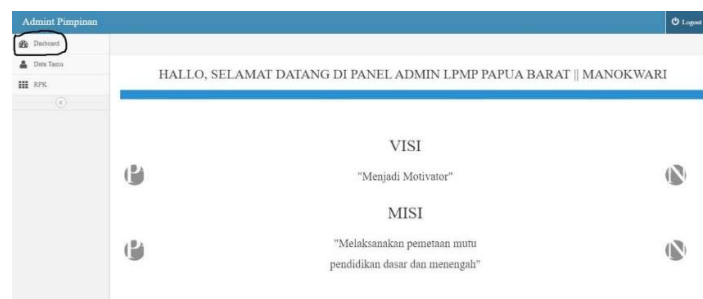 Admint Pimpinan
Logout
Dashboard
Data Tamu
RPK
HALLO, SELAMAT DATANG DI PANEL ADMIN LPMP PAPUA BARAT || MANOKWARI
VISI
P
"Menjadi Motivator"
N
MISI
P
"Melaksanakan pemetaan mutu
N
pendidikan dasar dan menengah"